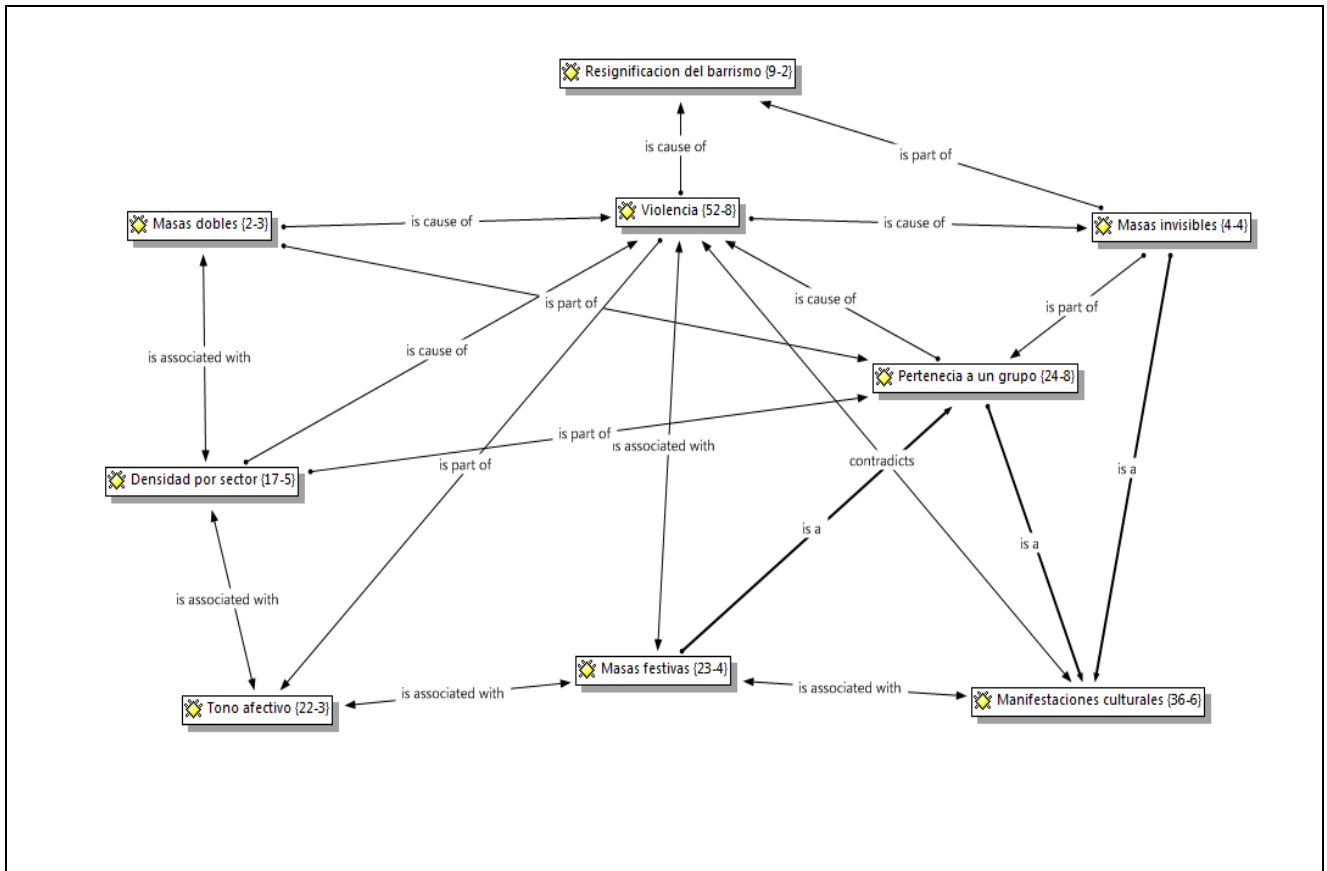 Resignificacion del barrismo {9-2}
is cause of
is part of
Masas dobles {2-3}
is cause of
Violencia {52-8}
is cause of
Masas invisibles {4-4}
is part of
is cause of
is part of
is associated with
is cause of
Pertenecia a un grupo {24-8}
is part of
is associated with
is part of
contradicts
is a
Densidad por sector {17-5}
is a
is a
is associated with
Masas festivas {23-4}
is associated with
is associated with
Tono afectivo {22-3}
Manifestaciones culturales {36-6}